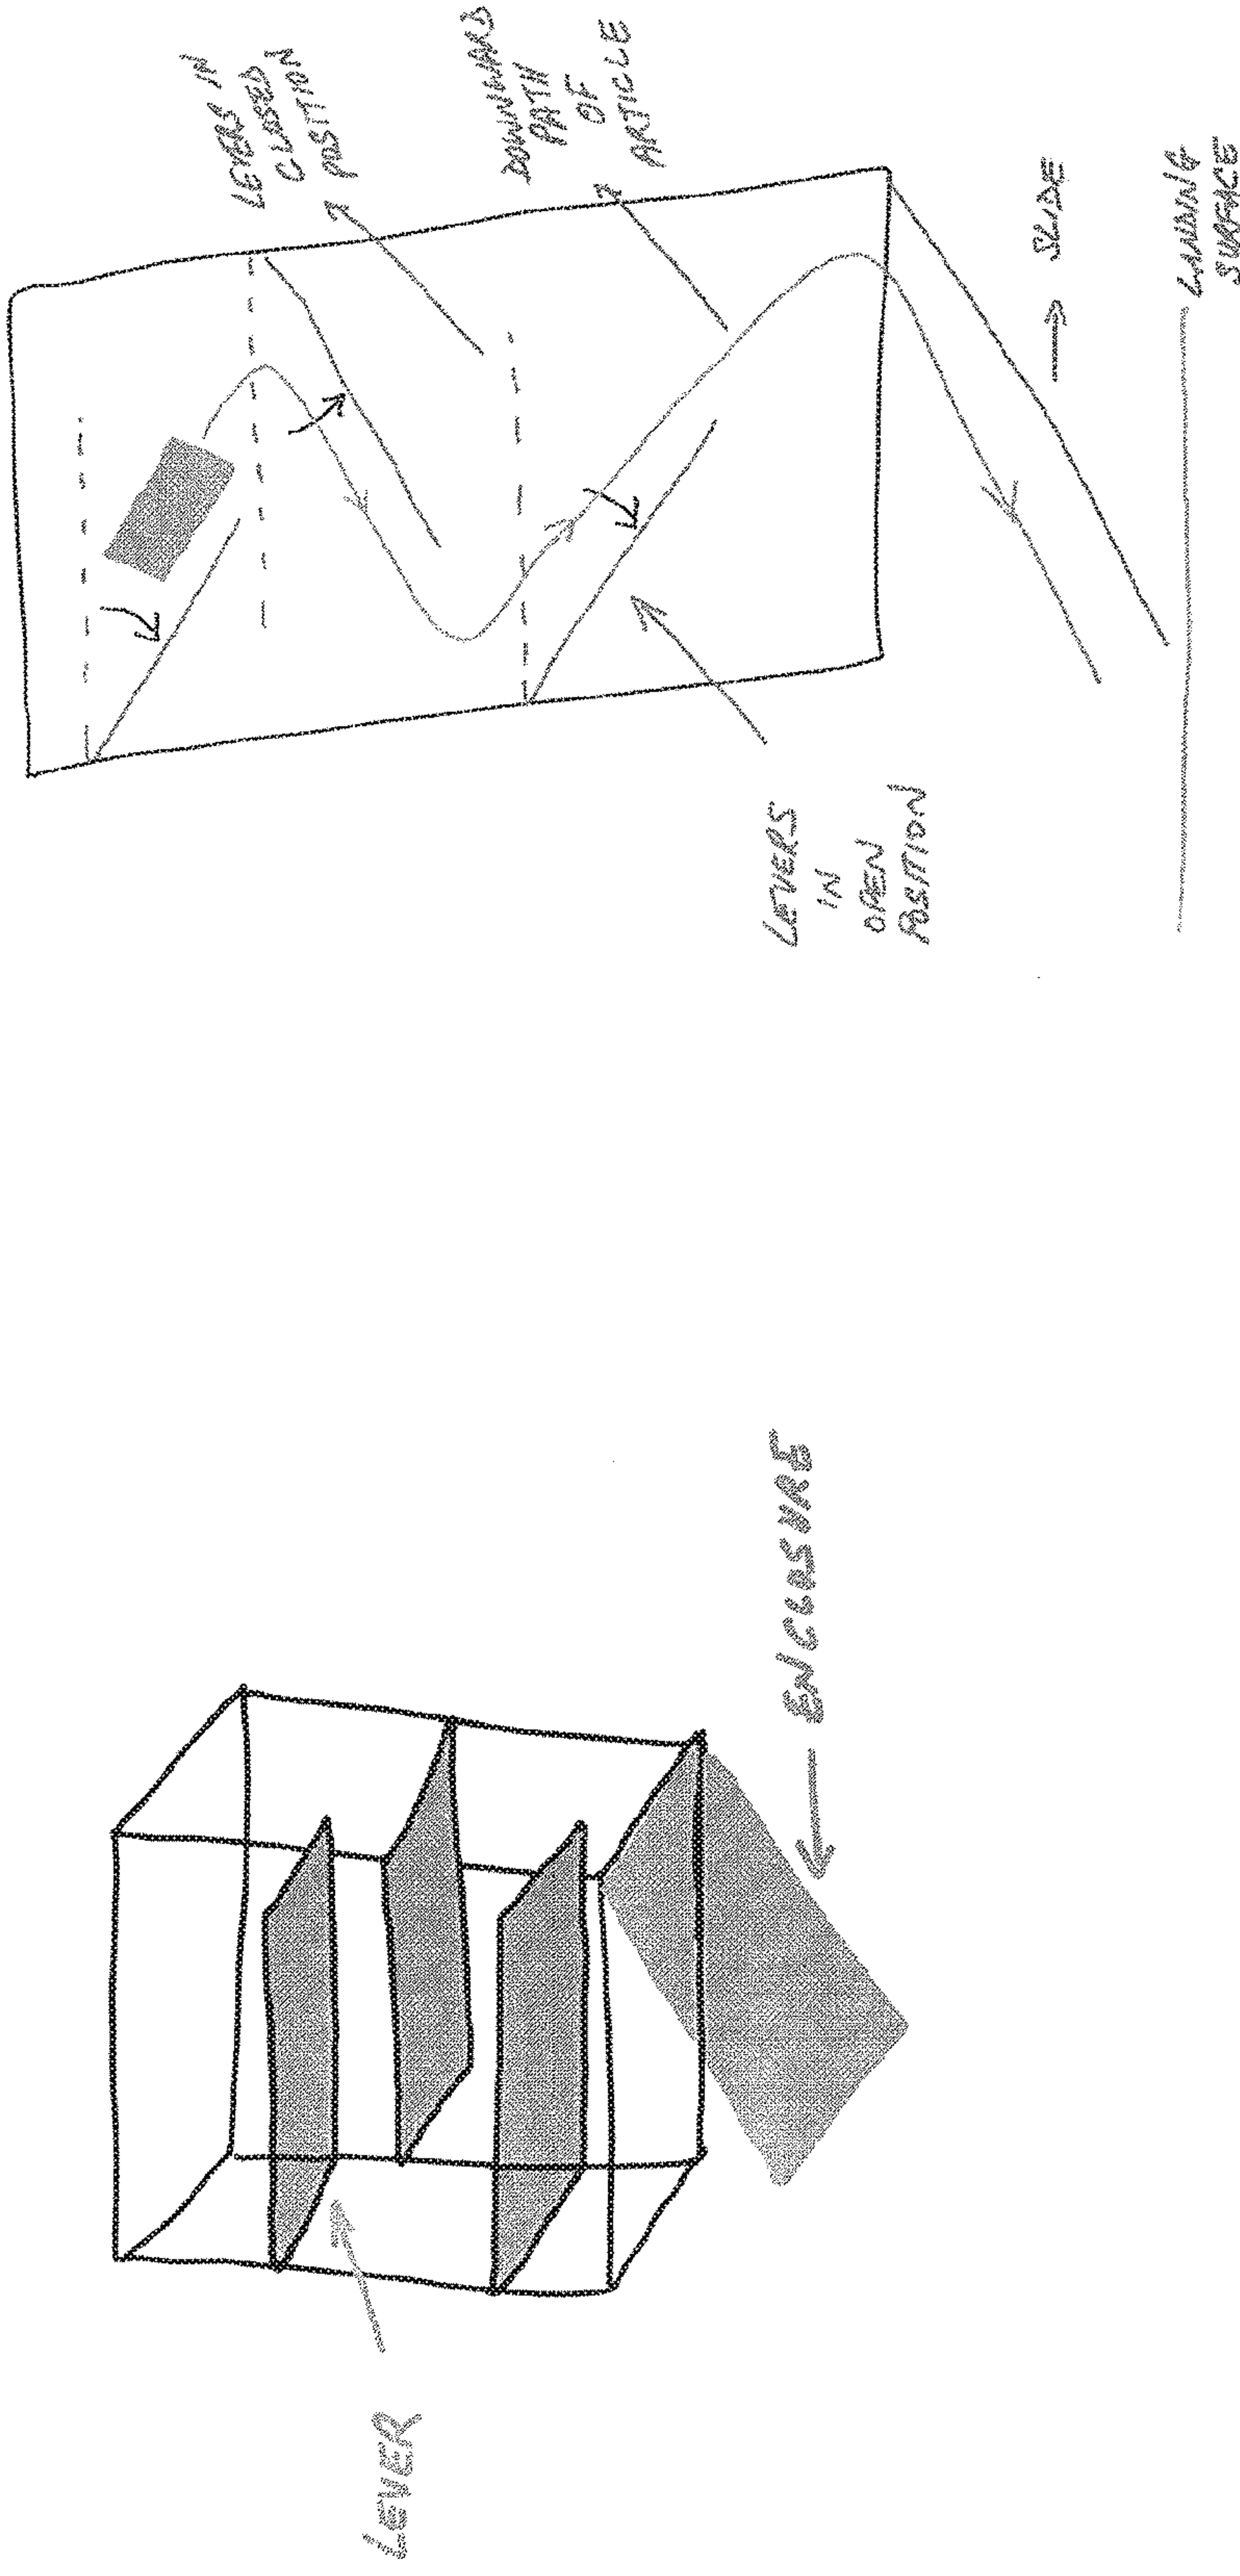 LEVER
ENCLOSURE
LEVERS
IN
OPEN
POSITION
LEVERS IN
CLOSED
POSITION
DOWNWARD
PATH
OF
ARTICLE
SLIDE
LANDING
SURFACE